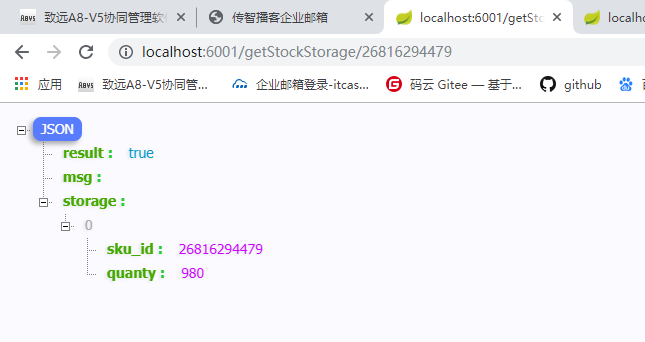 A8V5 致远A8-V5协同管理软
传智播客企业邮箱
localhost:6001/getStockStora
loca
localhost:6001/getStockStorage/26816294479
应用 A8V5 致远A8-V5协同管... 企业邮箱登录-itcas... G 码云 Gitee — 基于... github 百
JSON
result : true
msg :
storage :
0
sku_id : 26816294479
quanty : 980